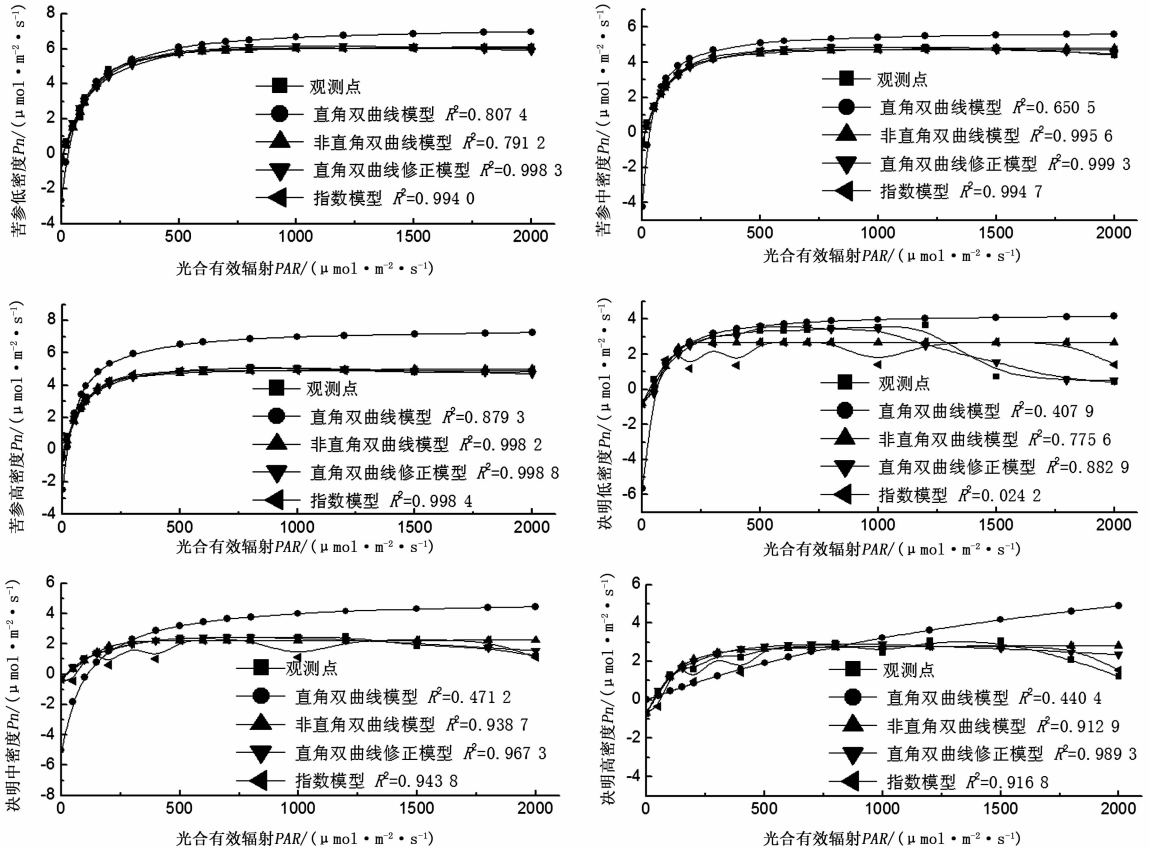 苦参低密度Pn/(μmol·m⁻²·s⁻¹)
8
6
4
2
0
-2
-4
观测点
直角双曲线模型 R²=0.807 4
非直角双曲线模型 R²=0.791 2
直角双曲线修正模型 R²=0.998 3
指数模型 R²=0.994 0
0 500 1000 1500 2000
光合有效辐射PAR/(μmol·m⁻²·s⁻¹)
苦参中密度Pn/(μmol·m⁻²·s⁻¹)
6
4
2
0
-2
-4
观测点
直角双曲线模型 R²=0.650 5
非直角双曲线模型 R²=0.995 6
直角双曲线修正模型 R²=0.999 3
指数模型 R²=0.994 7
0 500 1000 1500 2000
光合有效辐射PAR/(μmol·m⁻²·s⁻¹)
苦参高密度Pn/(μmol·m⁻²·s⁻¹)
8
6
4
2
0
-2
-4
观测点
直角双曲线模型 R²=0.879 3
非直角双曲线模型 R²=0.998 2
直角双曲线修正模型 R²=0.998 8
指数模型 R²=0.998 4
0 500 1000 1500 2000
光合有效辐射PAR/(μmol·m⁻²·s⁻¹)
决明低密度Pn/(μmol·m⁻²·s⁻¹)
4
2
0
-2
-4
-6
观测点
直角双曲线模型 R²=0.407 9
非直角双曲线模型 R²=0.775 6
直角双曲线修正模型 R²=0.882 9
指数模型 R²=0.024 2
0 500 1000 1500 2000
光合有效辐射PAR/(μmol·m⁻²·s⁻¹)
决明中密度Pn/(μmol·m⁻²·s⁻¹)
6
4
2
0
-2
-4
-6
-8
观测点
直角双曲线模型 R²=0.471 2
非直角双曲线模型 R²=0.938 7
直角双曲线修正模型 R²=0.967 3
指数模型 R²=0.943 8
0 500 1000 1500 2000
光合有效辐射PAR/(μmol·m⁻²·s⁻¹)
决明高密度Pn/(μmol·m⁻²·s⁻¹)
6
4
2
0
-2
-4
观测点
直角双曲线模型 R²=0.440 4
非直角双曲线模型 R²=0.912 9
直角双曲线修正模型 R²=0.989 3
指数模型 R²=0.916 8
0 500 1000 1500 2000
光合有效辐射PAR/(μmol·m⁻²·s⁻¹)